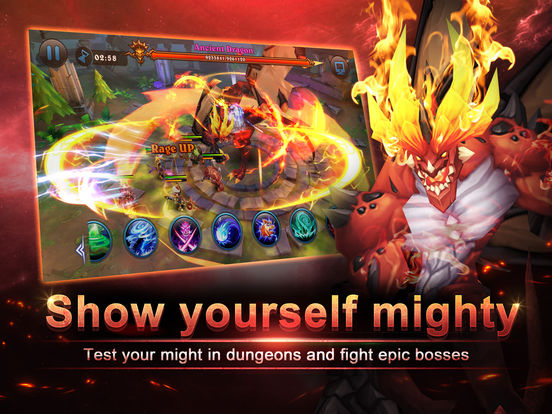 Ancient Dragon
02:58
Rage UP
Show yourself mighty
Test your might in dungeons and fight epic bosses